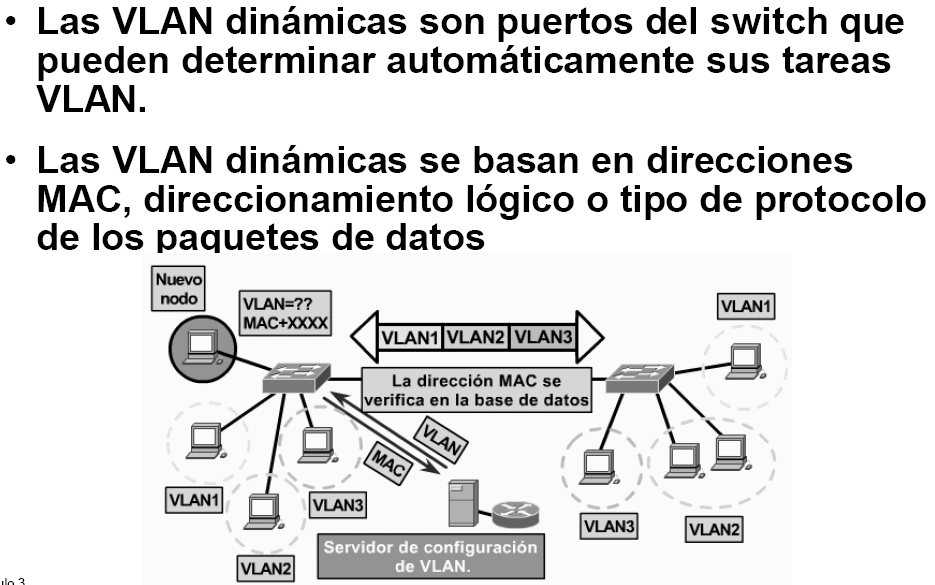 • Las VLAN dinámicas son puertos del switch que
pueden determinar automáticamente sus tareas
VLAN.
• Las VLAN dinámicas se basan en direcciones
MAC, direccionamiento lógico o tipo de protocolo
de los paquetes de datos
Nuevo
nodo
VLAN=??
MAC+XXXX
VLAN1 VLAN2 VLAN3
VLAN1
La dirección MAC se
verifica en la base de datos
VLAN
MAC
VLAN1
VLAN3
VLAN2
VLAN3
VLAN2
Servidor de configuración
de VLAN.
ulo 3